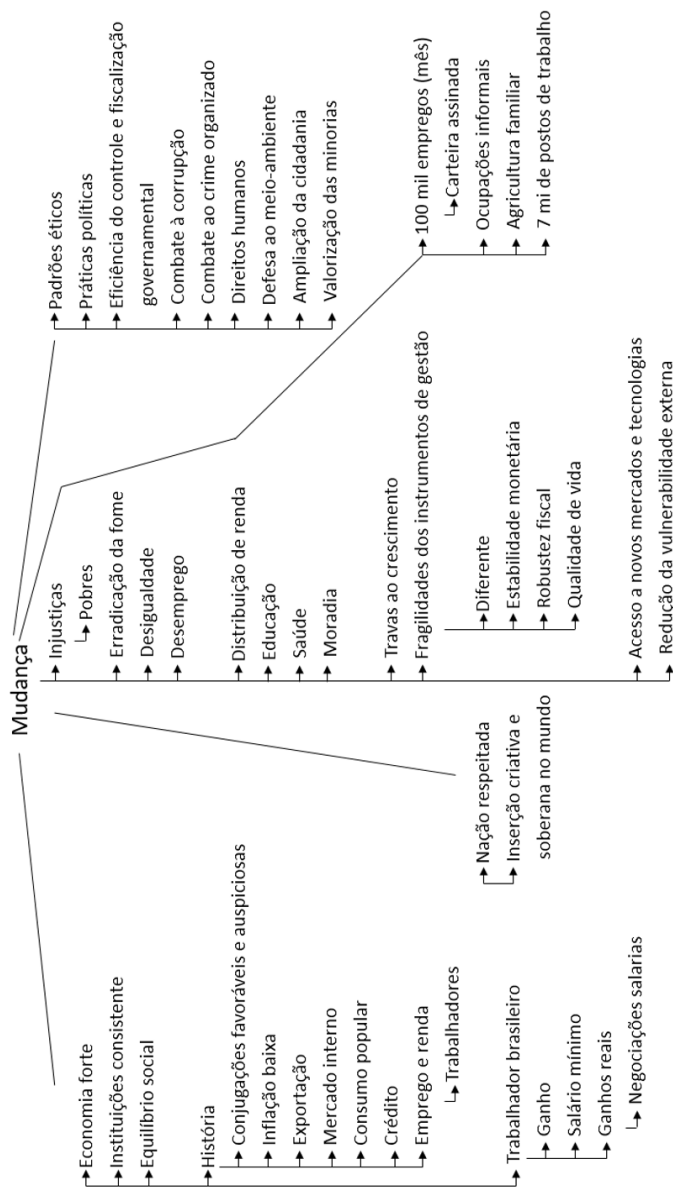 Mudança
Economia forte
Instituições consistente
Equilíbrio social
História
Conjugações favoráveis e auspiciosas
Inflação baixa
Exportação
Mercado interno
Consumo popular
Crédito
Emprego e renda
Trabalhadores
Trabalhador brasileiro
Ganho
Salário mínimo
Ganhos reais
Negociações salarias
Nação respeitada
Inserção criativa e
soberana no mundo
Injustiças
Pobres
Erradicação da fome
Desigualdade
Desemprego
Distribuição de renda
Educação
Saúde
Moradia
Travas ao crescimento
Fragilidades dos instrumentos de gestão
Diferente
Estabilidade monetária
Robustez fiscal
Qualidade de vida
Acesso a novos mercados e tecnologias
Redução da vulnerabilidade externa
100 mil empregos (mês)
Carteira assinada
Ocupações informais
Agricultura familiar
7 mi de postos de trabalho
Padrões éticos
Práticas políticas
Eficiência do controle e fiscalização
governamental
Combate à corrupção
Combate ao crime organizado
Direitos humanos
Defesa ao meio-ambiente
Ampliação da cidadania
Valorização das minorias